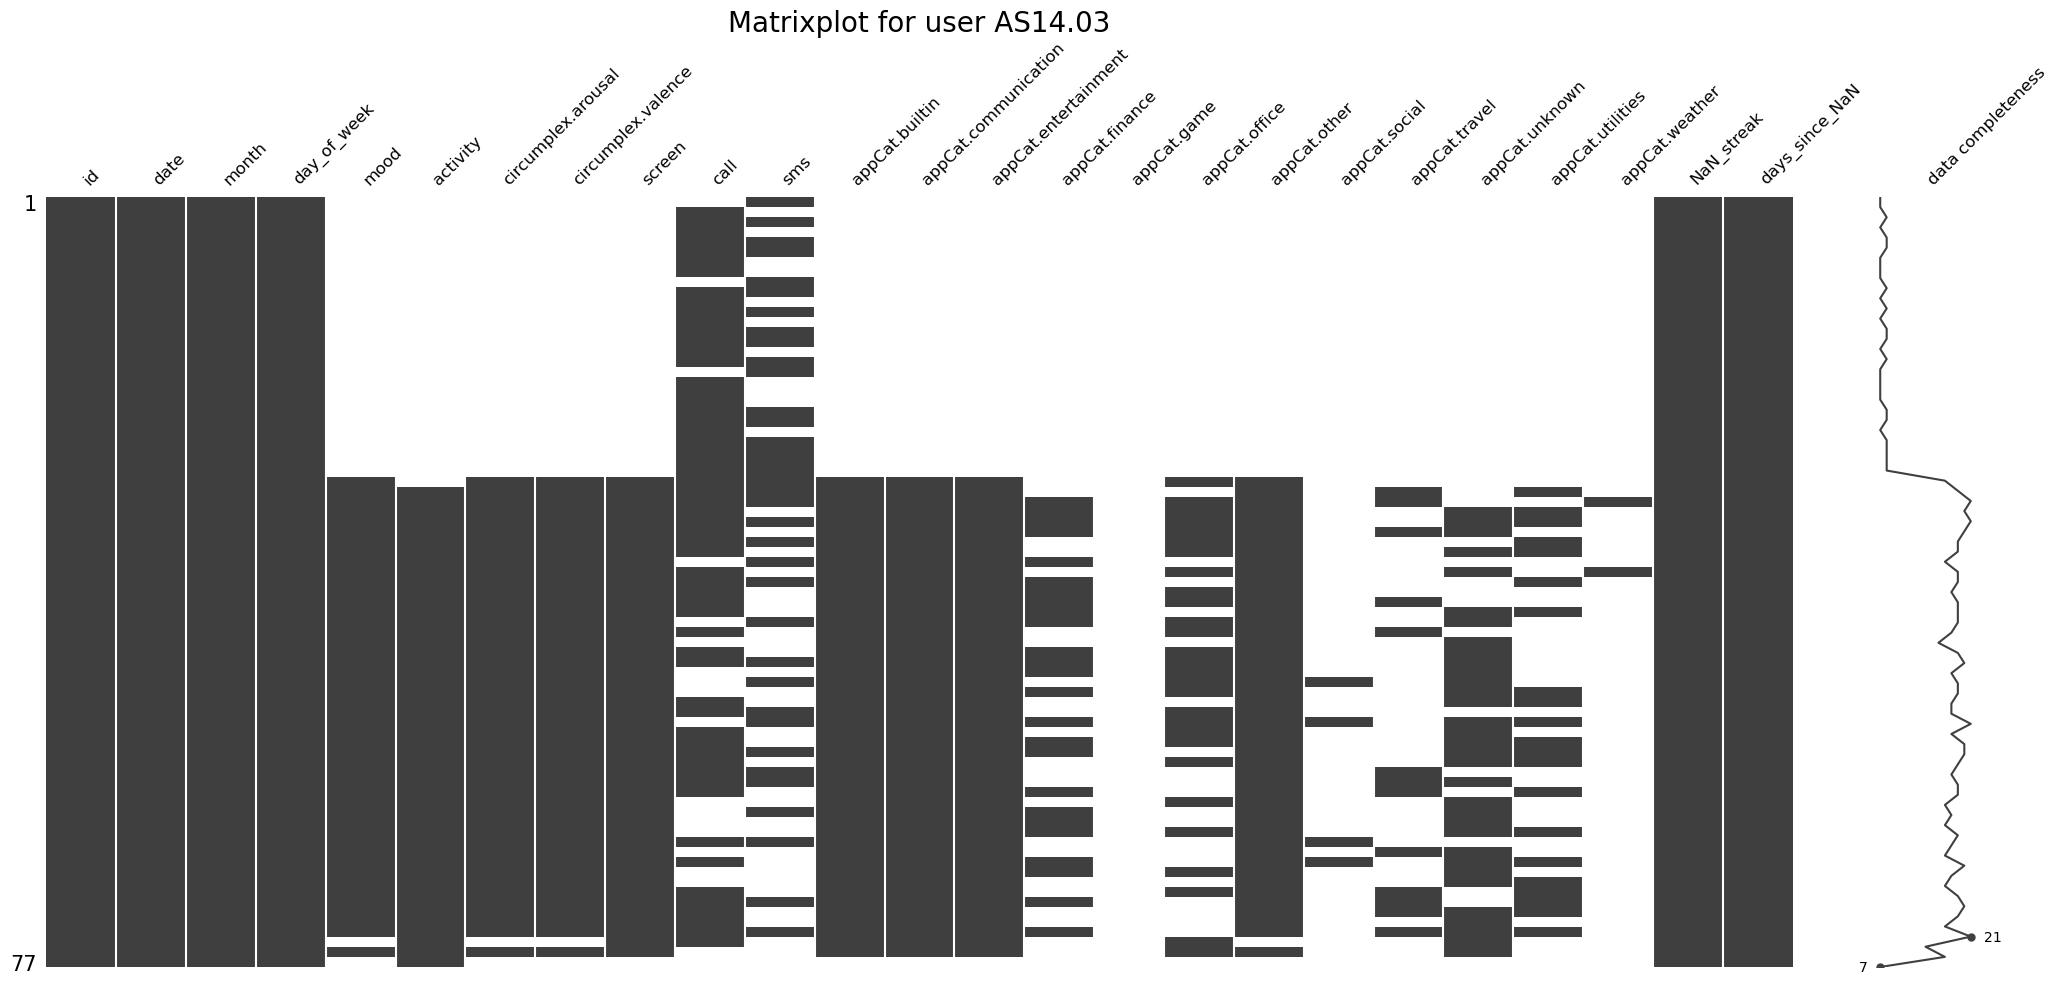 Matrixplot for user AS14.03
id
date
month
day_of_week
mood
activity
circumplex.arousal
circumplex.valence
screen
call
sms
appCat.builtin
appCat.communication
appCat.entertainment
appCat.finance
appCat.game
appCat.office
appCat.other
appCat.social
appCat.travel
appCat.unknown
appCat.utilities
appCat.weather
NaN_streak
days_since_NaN
data completeness
1
21
77
7